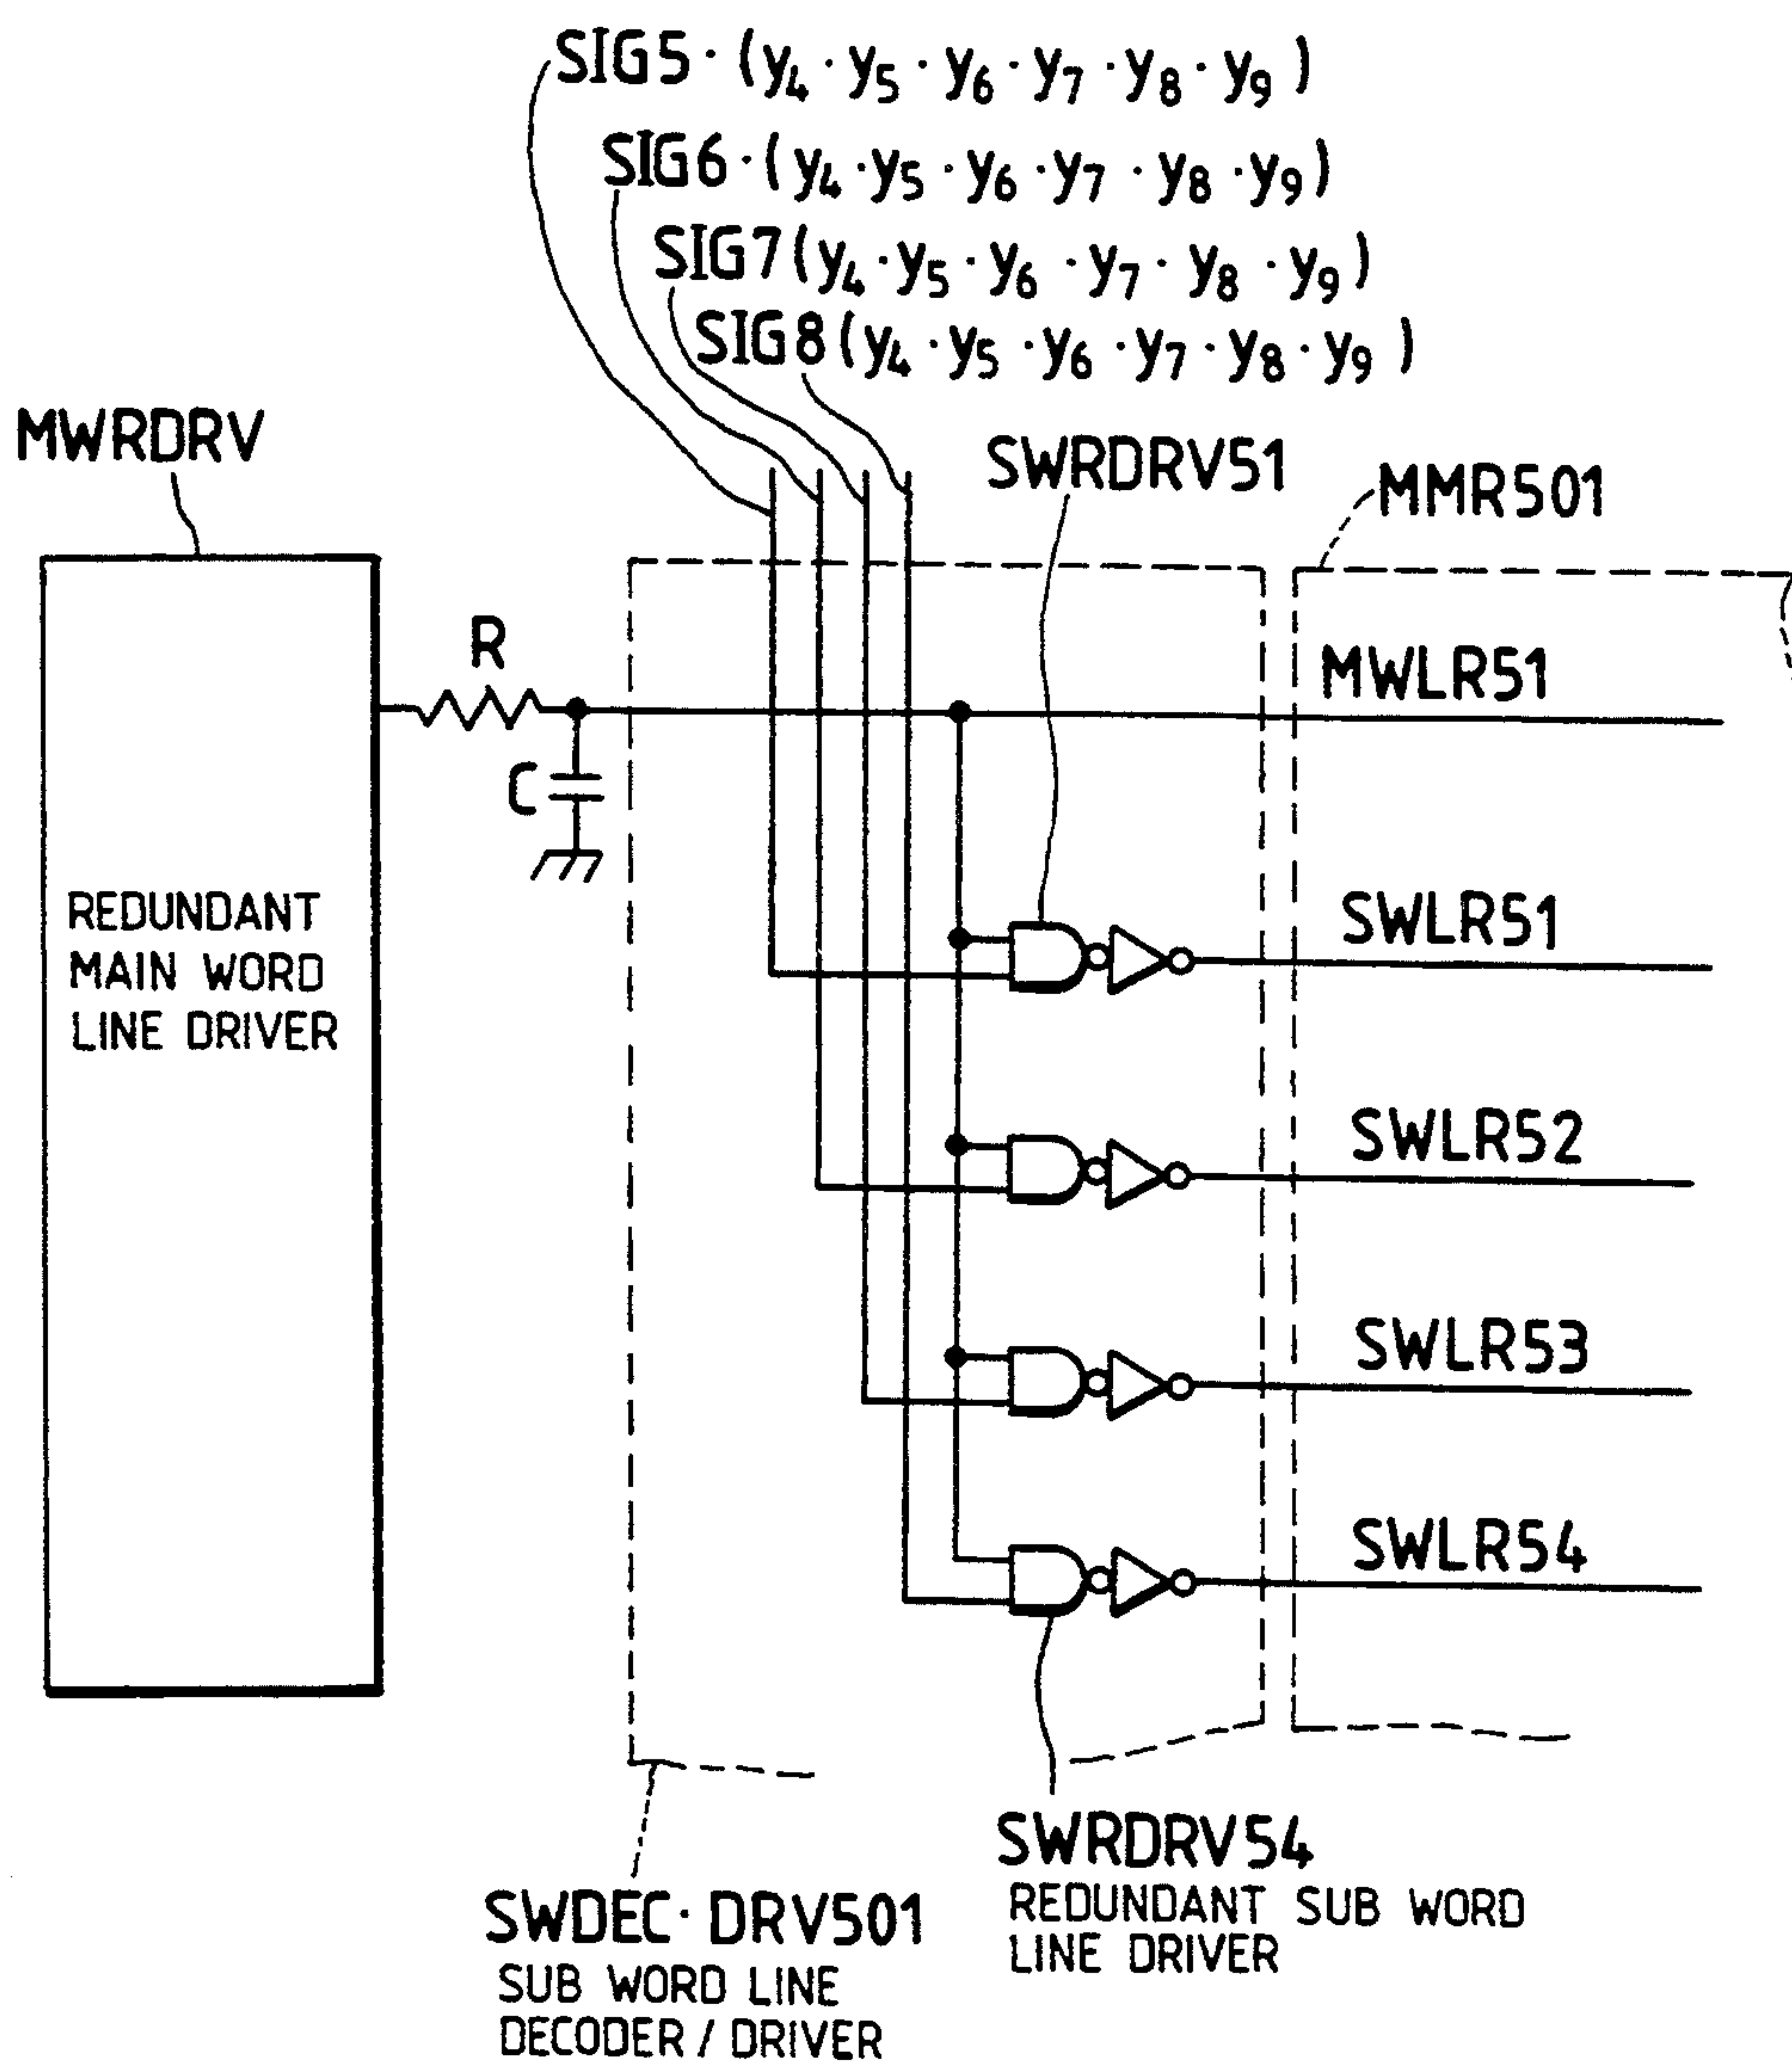 SIG5·(y₄·y₅·y₆·y₇·y₈·y₉)
SIG6·(y₄·y₅·y₆·y₇·y₈·y₉)
SIG7(y₄·y₅·y₆·y₇·y₈·y₉)
SIG8(y₄·y₅·y₆·y₇·y₈·y₉)
MWRDRV
SWRDRV51
MMR501
R
MWLR51
C
REDUNDANT
MAIN WORD
LINE DRIVER
SWLR51
SWLR52
SWLR53
SWLR54
SWRDRV54
REDUNDANT SUB WORD
LINE DRIVER
SWDEC·DRV501
SUB WORD LINE
DECODER / DRIVER